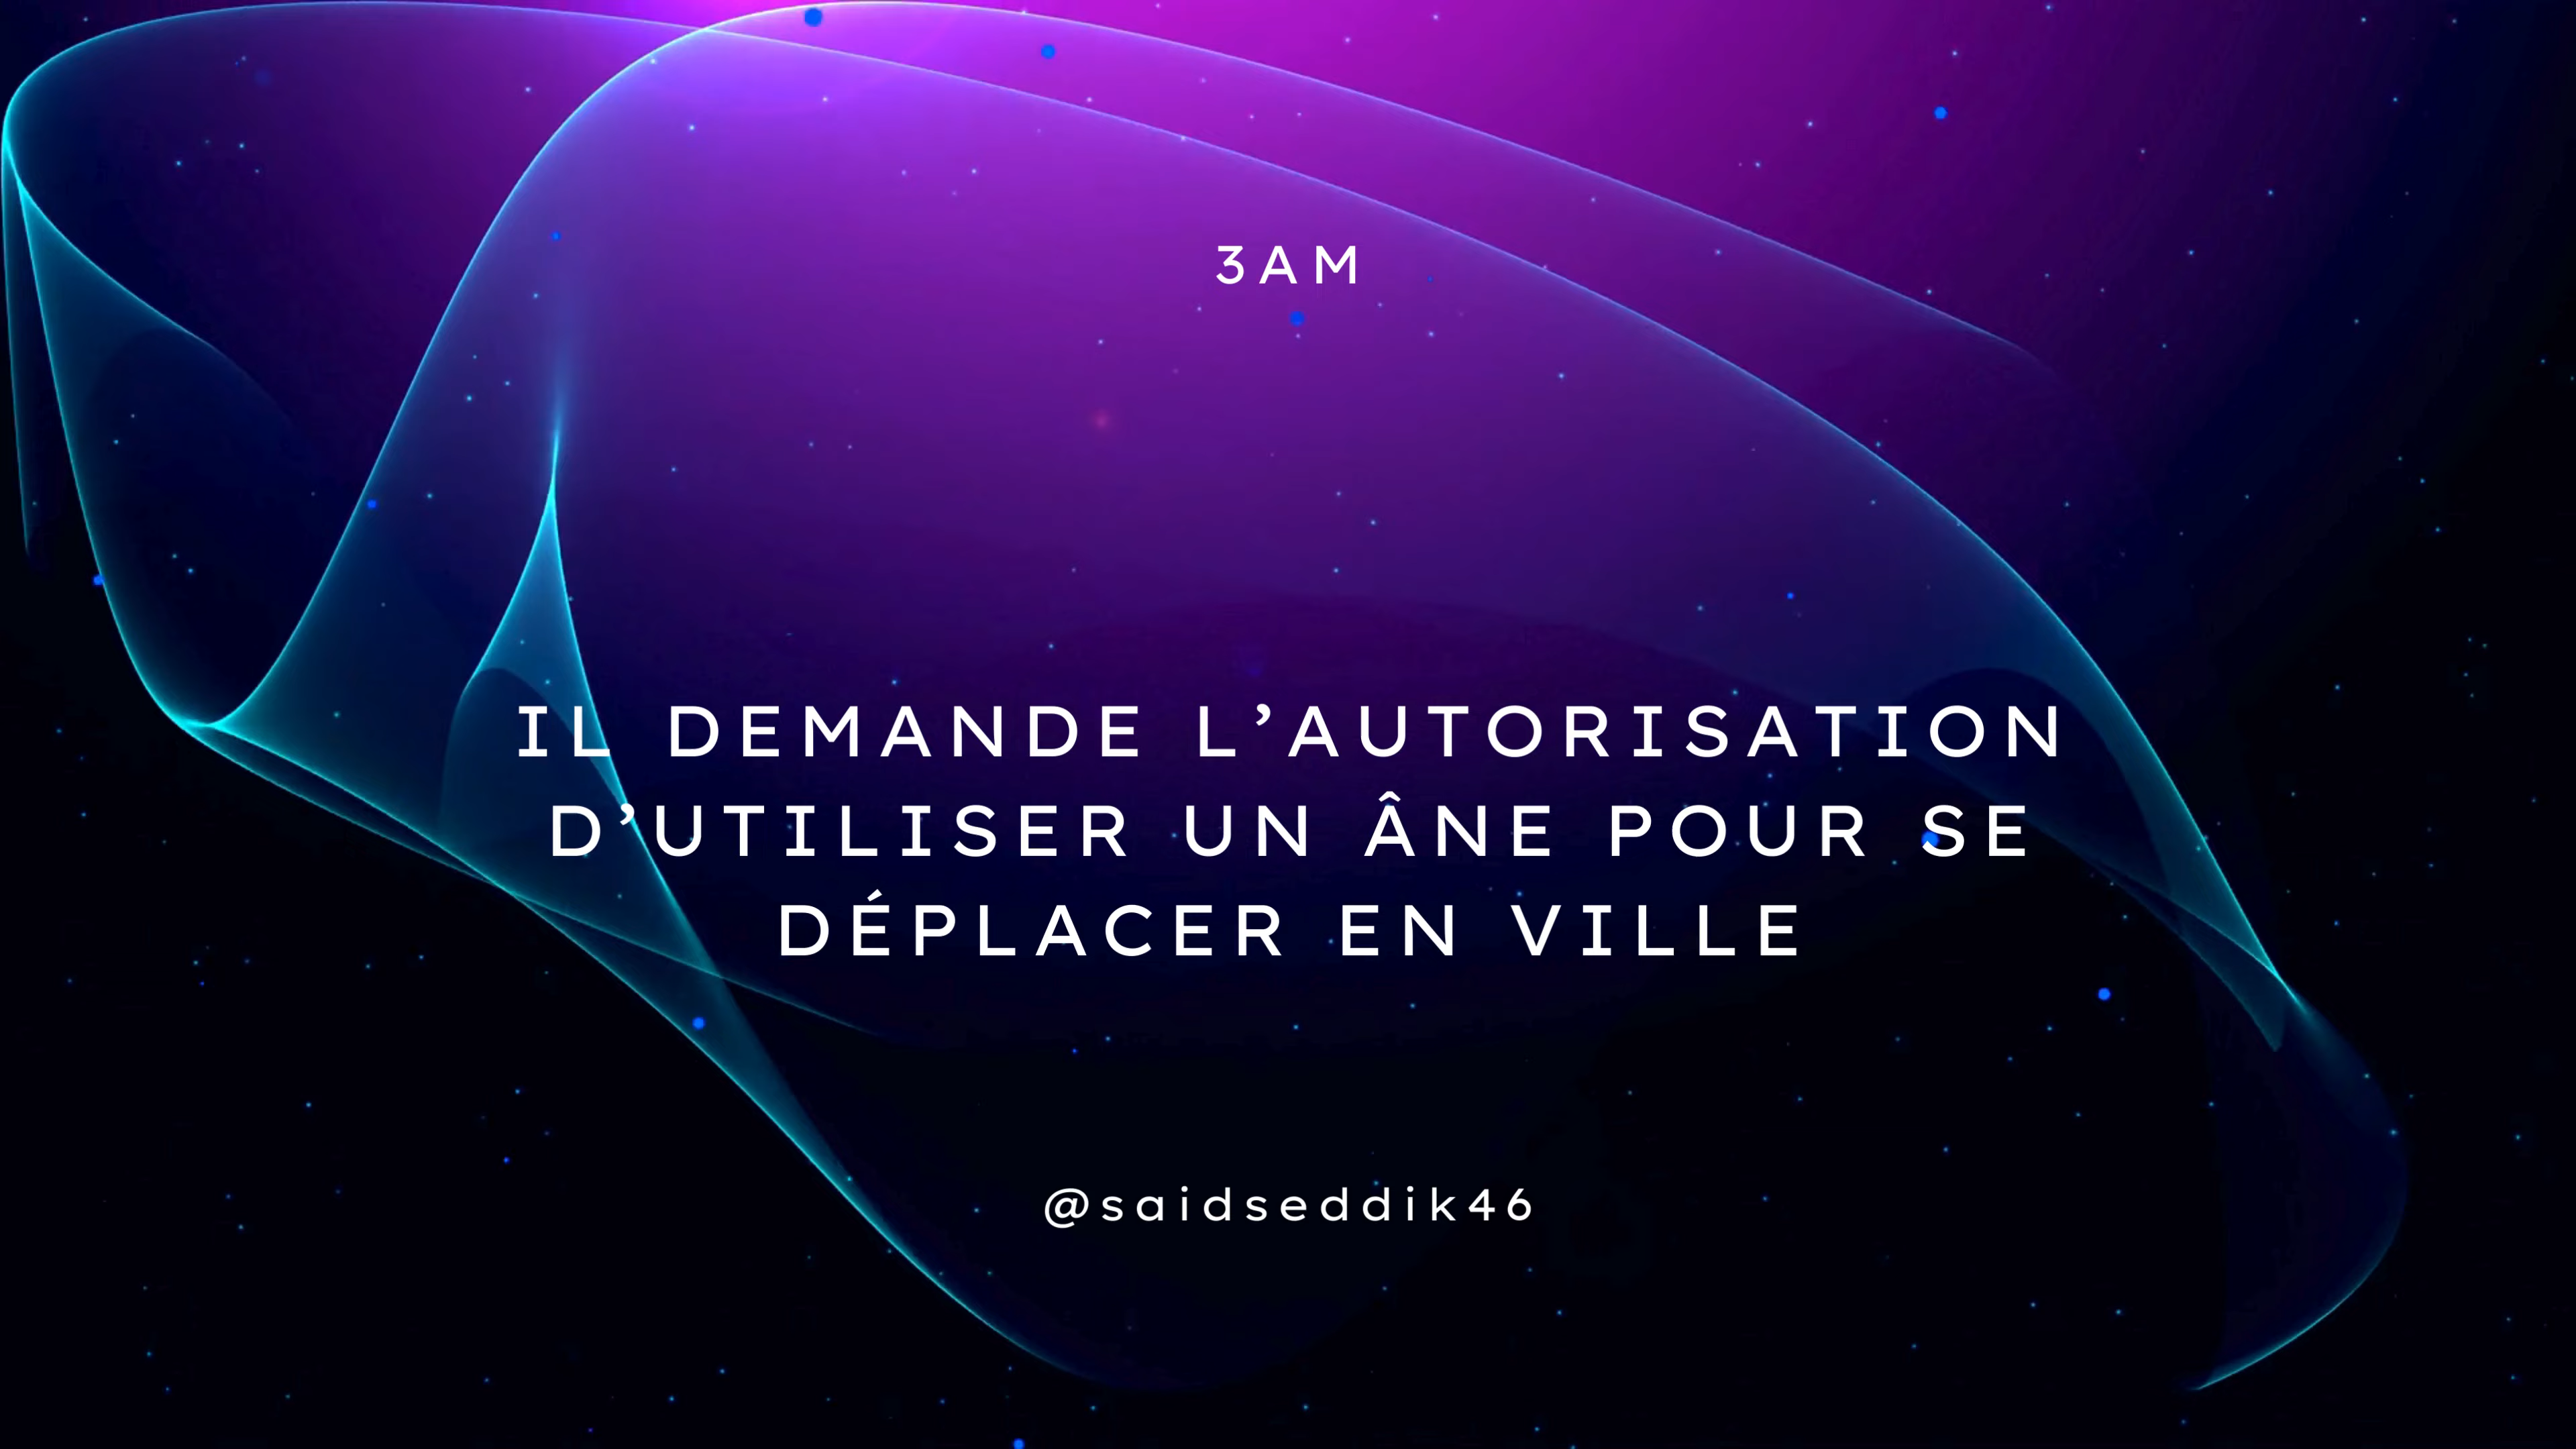 3AM
IL DEMANDE L’AUTORISATION
D’UTILISER UN ÂNE POUR SE
DÉPLACER EN VILLE
@saidseddik46